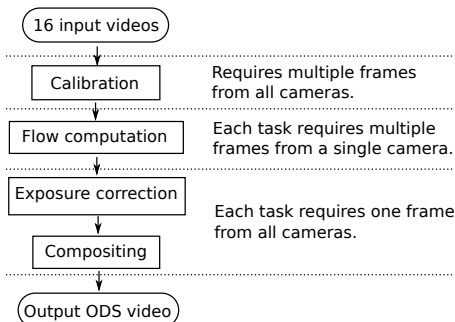 16 input videos
Calibration
Requires multiple frames
from all cameras.
Flow computation
Each task requires multiple
frames from a single camera.
Exposure correction
Each task requires one frame
from all cameras.
Compositing
Output ODS video